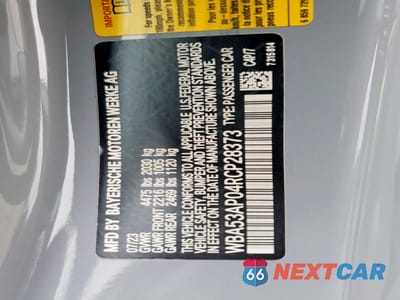 IMPORTANT
MFD BY BAYERISCHE MOTOREN WERKE AG
07/23
GVWR 4475 lbs 2030 kg
GAWR FRONT 2216 lbs 1005 kg
GAWR REAR 2469 lbs 1120 kg
THIS VEHICLE CONFORMS TO ALL APPLICABLE U.S. FEDERAL MOTOR
VEHICLE SAFETY, BUMPER, AND THEFT PREVENTION STANDARDS
IN EFFECT ON THE DATE OF MANUFACTURE SHOWN ABOVE.
WBA53AP04RCP28373 TYPE: PASSENGER CAR
66 NEXTCAR